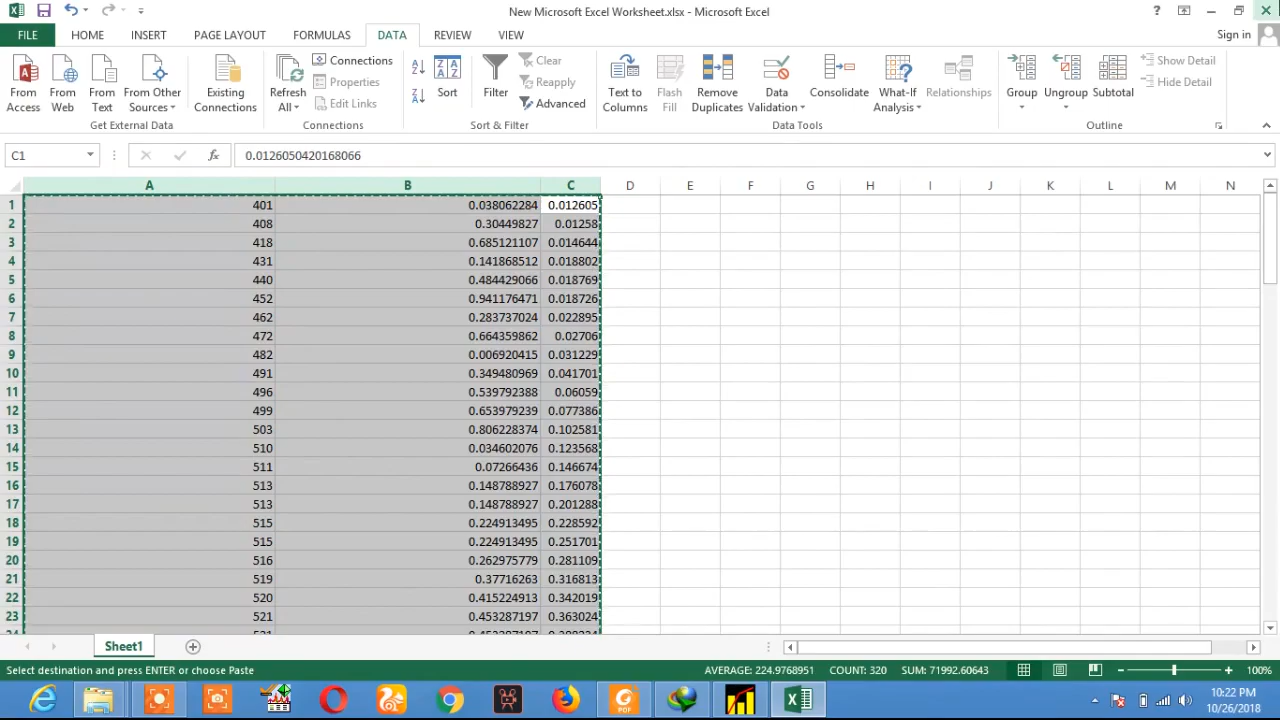 New Microsoft Excel Worksheet.xlsx - Microsoft Excel
FILE HOME INSERT PAGE LAYOUT FORMULAS DATA REVIEW VIEW Sign in
From Access
From Web
From Text
From Other Sources
Existing Connections
Get External Data
Refresh All
Connections
Properties
Edit Links
Connections
Sort
Filter
Clear
Reapply
Advanced
Sort & Filter
Text to Columns
Flash Fill
Remove Duplicates
Data Validation
Consolidate
What-If Analysis
Relationships
Data Tools
Group
Ungroup
Subtotal
Show Detail
Hide Detail
Outline
C1 fx 0.0126050420168066
A B C D E F G H I J K L M N
1 401 0.038062284 0.012605
2 408 0.30449827 0.01258
3 418 0.685121107 0.014644
4 431 0.141868512 0.018802
5 440 0.484429066 0.018769
6 452 0.941176471 0.018726
7 462 0.283737024 0.022895
8 472 0.664359862 0.02706
9 482 0.006920415 0.031229
10 491 0.349480969 0.041701
11 496 0.539792388 0.06059
12 499 0.653979239 0.077386
13 503 0.806228374 0.102581
14 510 0.034602076 0.123568
15 511 0.07266436 0.146674
16 513 0.148788927 0.176078
17 513 0.148788927 0.201288
18 515 0.224913495 0.228592
19 515 0.224913495 0.251701
20 516 0.262975779 0.281109
21 519 0.37716263 0.316813
22 520 0.415224913 0.342019
23 521 0.453287197 0.363024
Sheet1
Select destination and press ENTER or choose Paste AVERAGE: 224.9768951 COUNT: 320 SUM: 71992.60643 100%
10:22 PM
10/26/2018